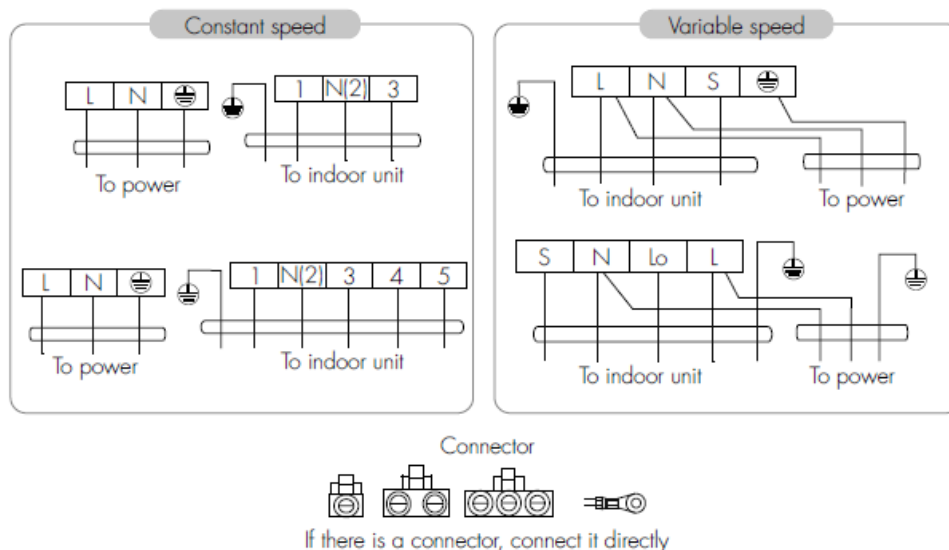 Constant speed
L N
1 N(2) 3
To power
To indoor unit
L N
1 N(2) 3 4 5
To power
To indoor unit
Variable speed
L N S
To indoor unit
To power
S N Lo L
To indoor unit
To power
Connector
If there is a connector, connect it directly